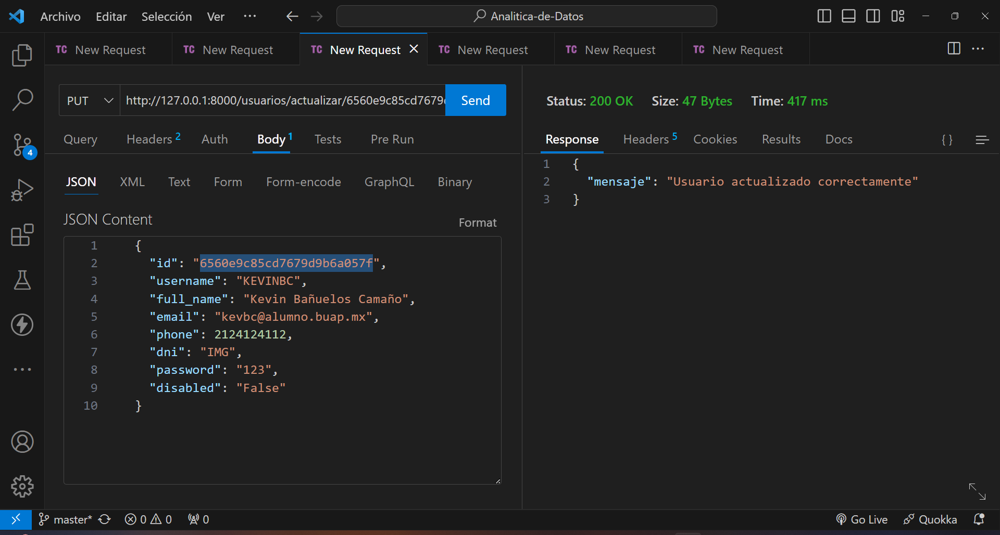 Archivo Editar Selección Ver ··· Analitica-de-Datos
TC New Request TC New Request TC New Request TC New Request TC New Request TC New Request
PUT http://127.0.0.1:8000/usuarios/actualizar/6560e9c85cd7679 Send
Status: 200 OK Size: 47 Bytes Time: 417 ms
Query Headers 2 Auth Body 1 Tests Pre Run
Response Headers 5 Cookies Results Docs { }
JSON XML Text Form Form-encode GraphQL Binary
JSON Content
Format
1 {
2 "id": "6560e9c85cd7679d9b6a057f",
3 "username": "KEVINBC",
4 "full_name": "Kevin Bañuelos Camaño",
5 "email": "kevbc@alumno.buap.mx",
6 "phone": 2124124112,
7 "dni": "IMG",
8 "password": "123",
9 "disabled": "False"
10 }
1 {
2 "mensaje": "Usuario actualizado correctamente"
3 }
4
master* 0 0 0 Go Live Quokka